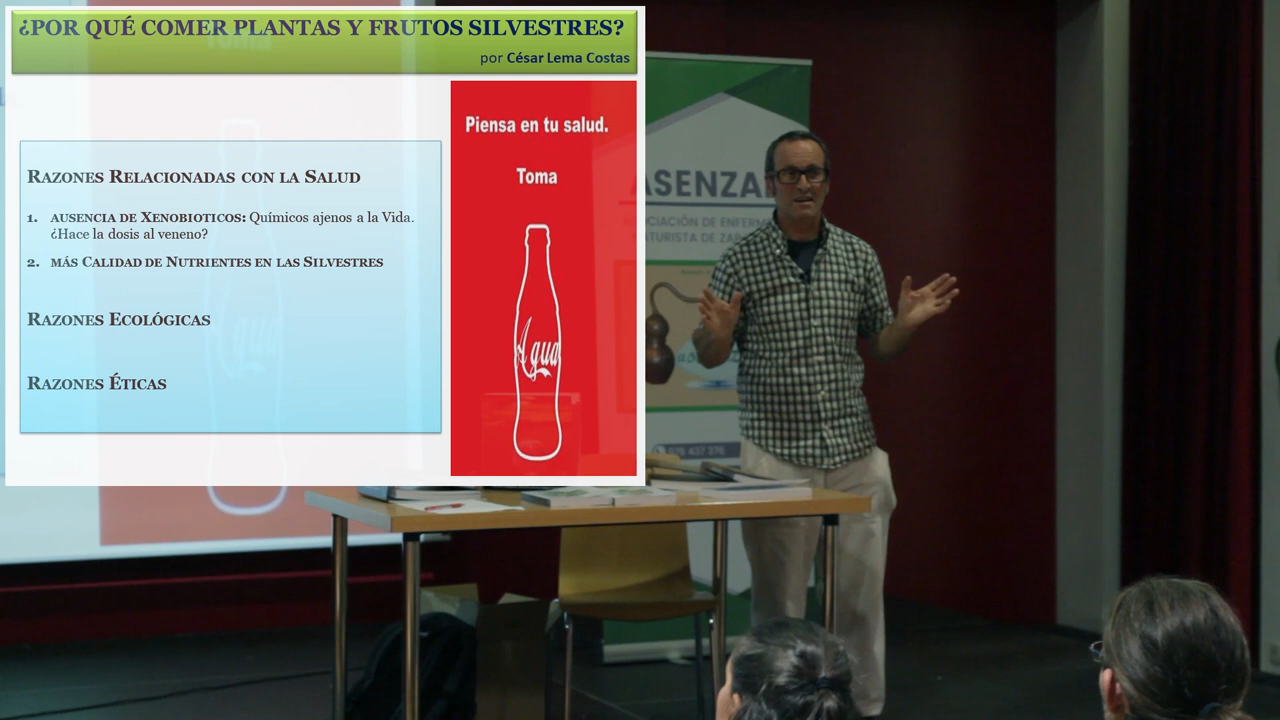 ¿POR QUÉ COMER PLANTAS Y FRUTOS SILVESTRES?
por César Lema Costas
Piensa en tu salud.
Toma
Agua
RAZONES RELACIONADAS CON LA SALUD
1. AUSENCIA DE XENOBIOTICOS: Químicos ajenos a la Vida.
¿Hace la dosis al veneno?
2. MÁS CALIDAD DE NUTRIENTES EN LAS SILVESTRES
RAZONES ECOLÓGICAS
RAZONES ÉTICAS
Toma
Agua